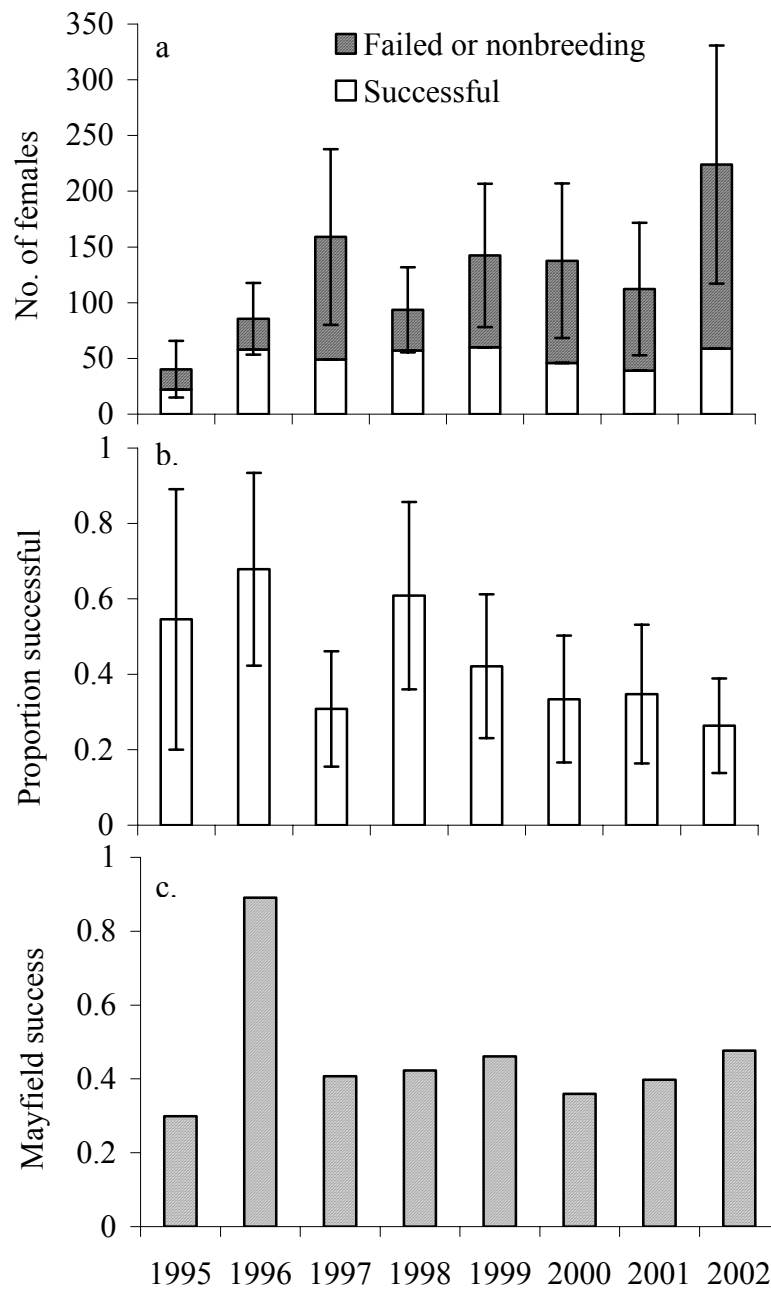 350
a
Failed or nonbreeding
300
Successful
250
200
150
100
50
0
No. of females
1
b.
0.8
0.6
0.4
0.2
0
Proportion successful
1
c.
0.8
0.6
0.4
0.2
0
Mayfield success
1995 1996 1997 1998 1999 2000 2001 2002